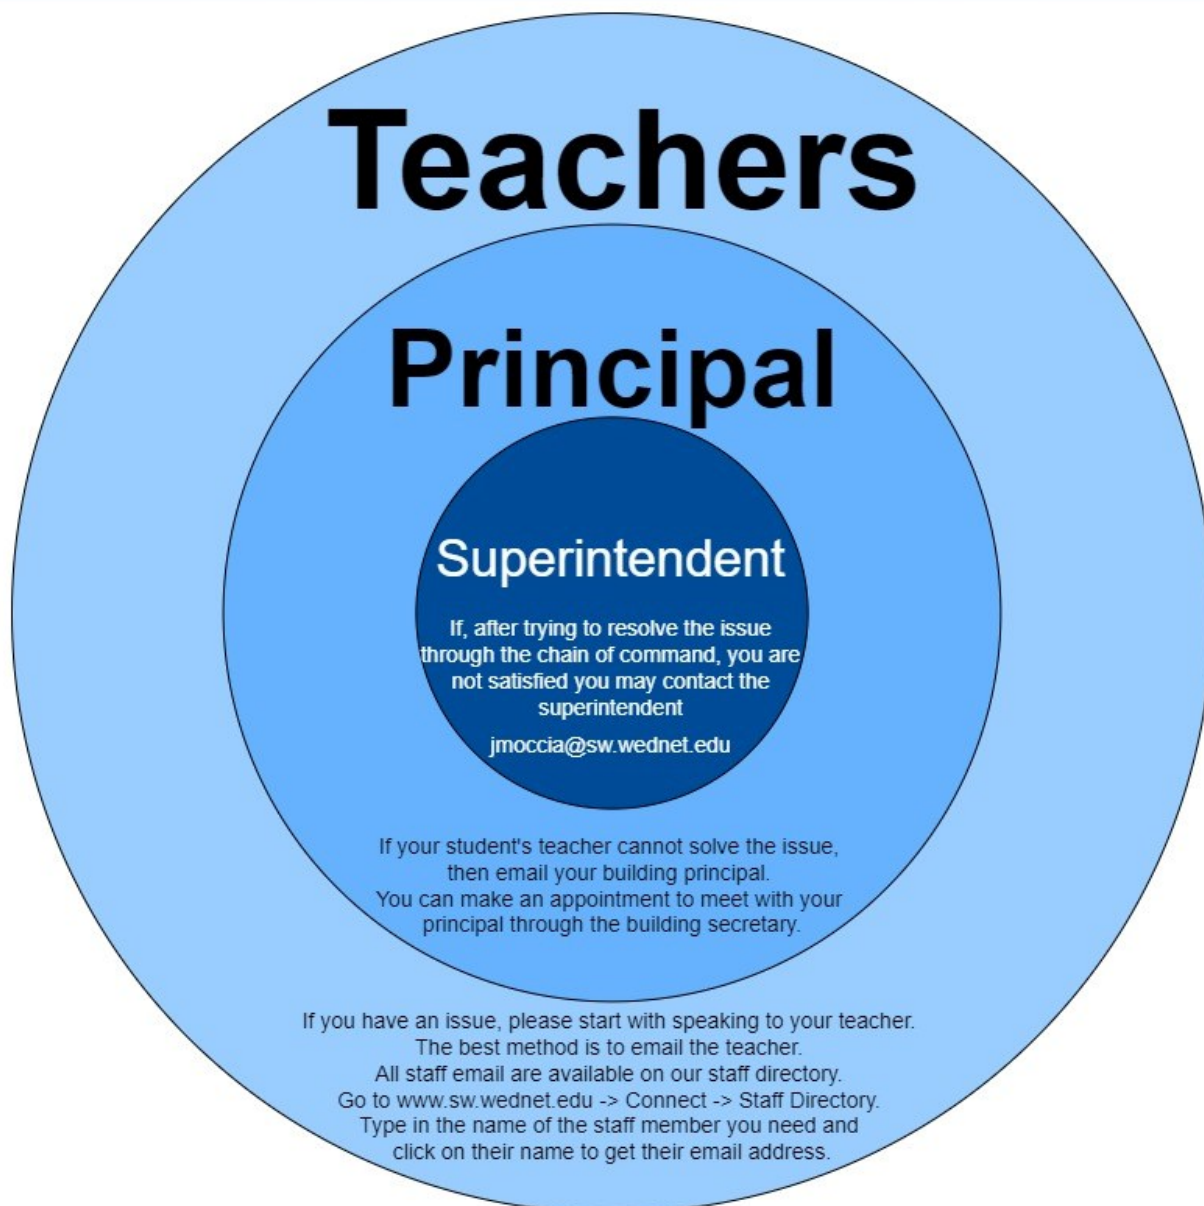 Teachers
Principal
Superintendent
If, after trying to resolve the issue
through the chain of command, you are
not satisfied you may contact the
superintendent
jmoccia@sw.wednet.edu
If your student's teacher cannot solve the issue,
then email your building principal.
You can make an appointment to meet with your
principal through the building secretary.
If you have an issue, please start with speaking to your teacher.
The best method is to email the teacher.
All staff email are available on our staff directory.
Go to www.sw.wednet.edu -> Connect -> Staff Directory.
Type in the name of the staff member you need and
click on their name to get their email address.